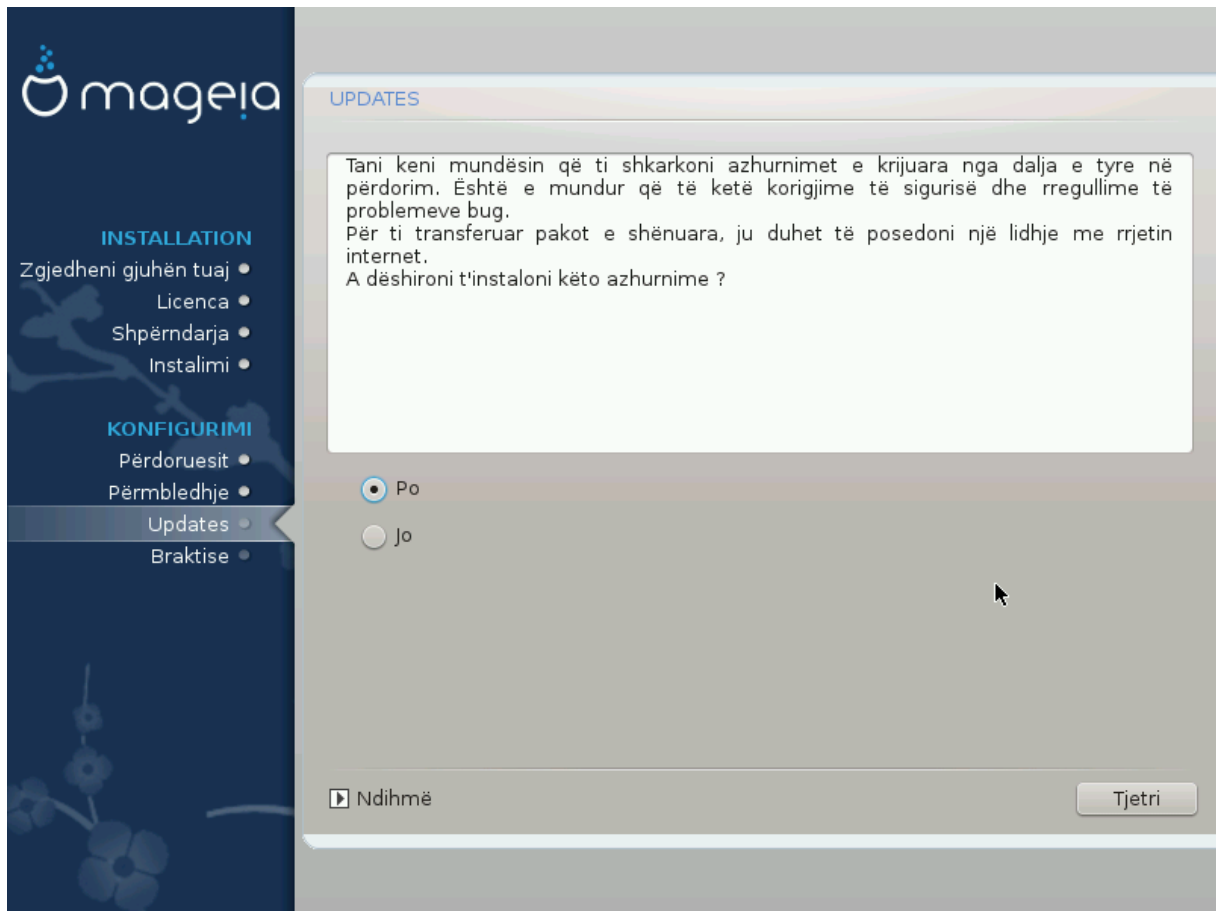 mageia
INSTALLATION
Zgjedheni gjuhën tuaj
Licenca
Shpërndarja
Instalimi
KONFIGURIMI
Përdoruesit
Përmbledhje
Updates
Braktise
UPDATES
Tani keni mundësin që ti shkarkoni azhurnimet e krijuara nga dalja e tyre në
përdorim. Është e mundur që të ketë korigjime të sigurisë dhe rregullime të
problemeve bug.
Për ti transferuar pakot e shënuara, ju duhet të posedoni një lidhje me rrjetin
internet.
A dëshironi t'instaloni këto azhurnime ?
Po
Jo
Ndihmë
Tjetri